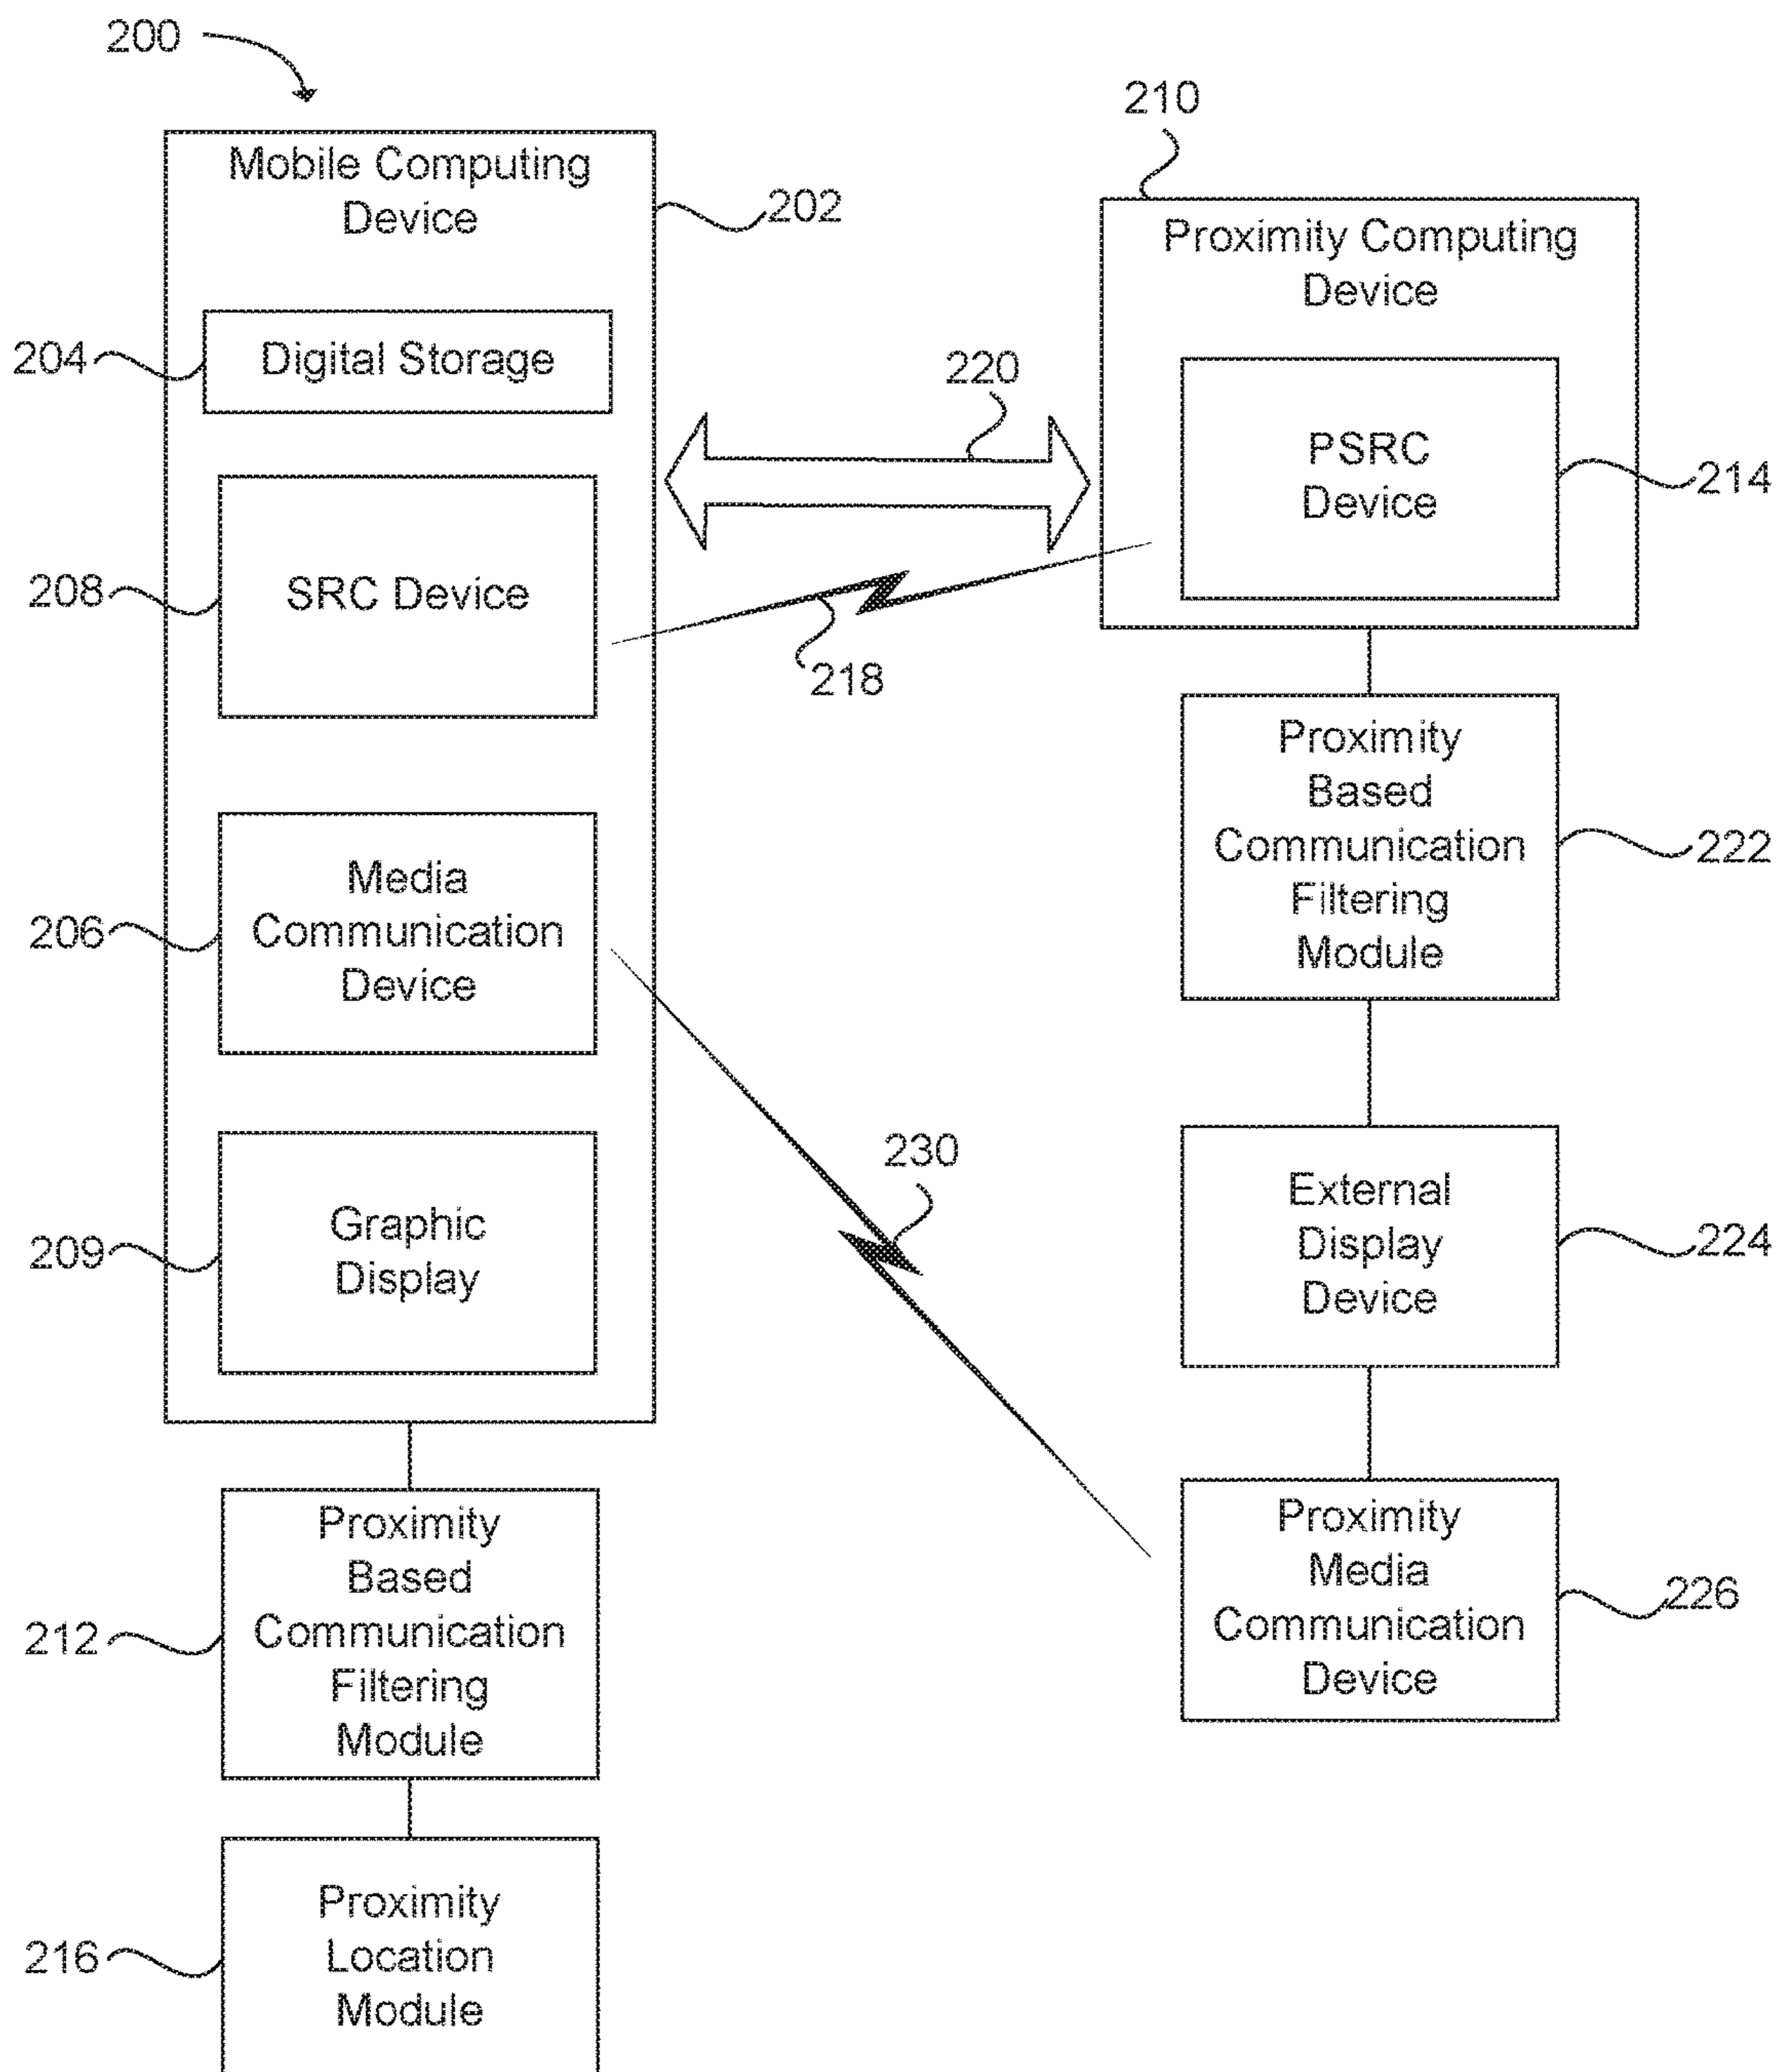 200
Mobile Computing
Device
202
204
Digital Storage
208
SRC Device
206
Media
Communication
Device
209
Graphic
Display
212
Proximity
Based
Communication
Filtering
Module
216
Proximity
Location
Module
220
218
230
210
Proximity Computing
Device
PSRC
Device
214
Proximity
Based
Communication
Filtering
Module
222
External
Display
Device
224
Proximity
Media
Communication
Device
226